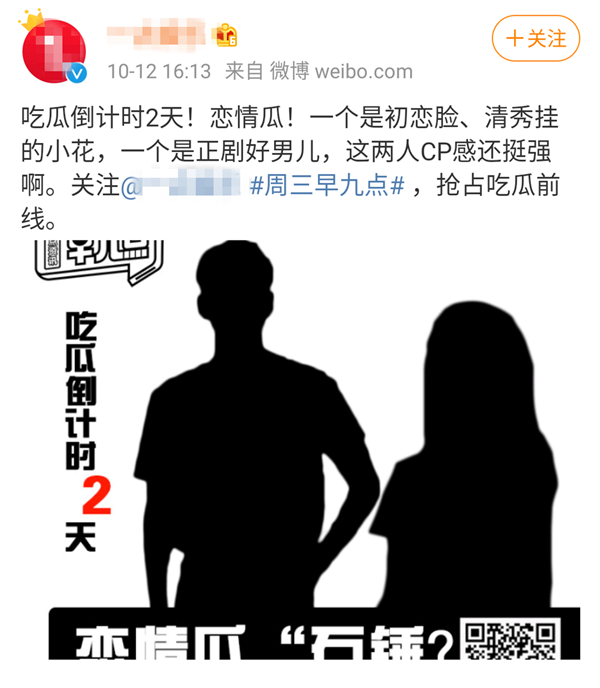 +关注
10-12 16:13 来自 微博 weibo.com
吃瓜倒计时2天！恋情瓜！一个是初恋脸、清秀挂
的小花，一个是正剧好男儿，这两人CP感还挺强
啊。关注@ #周三早九点# ，抢占吃瓜前
线。
吃瓜倒计时
2
天
恋情瓜 “石锤?